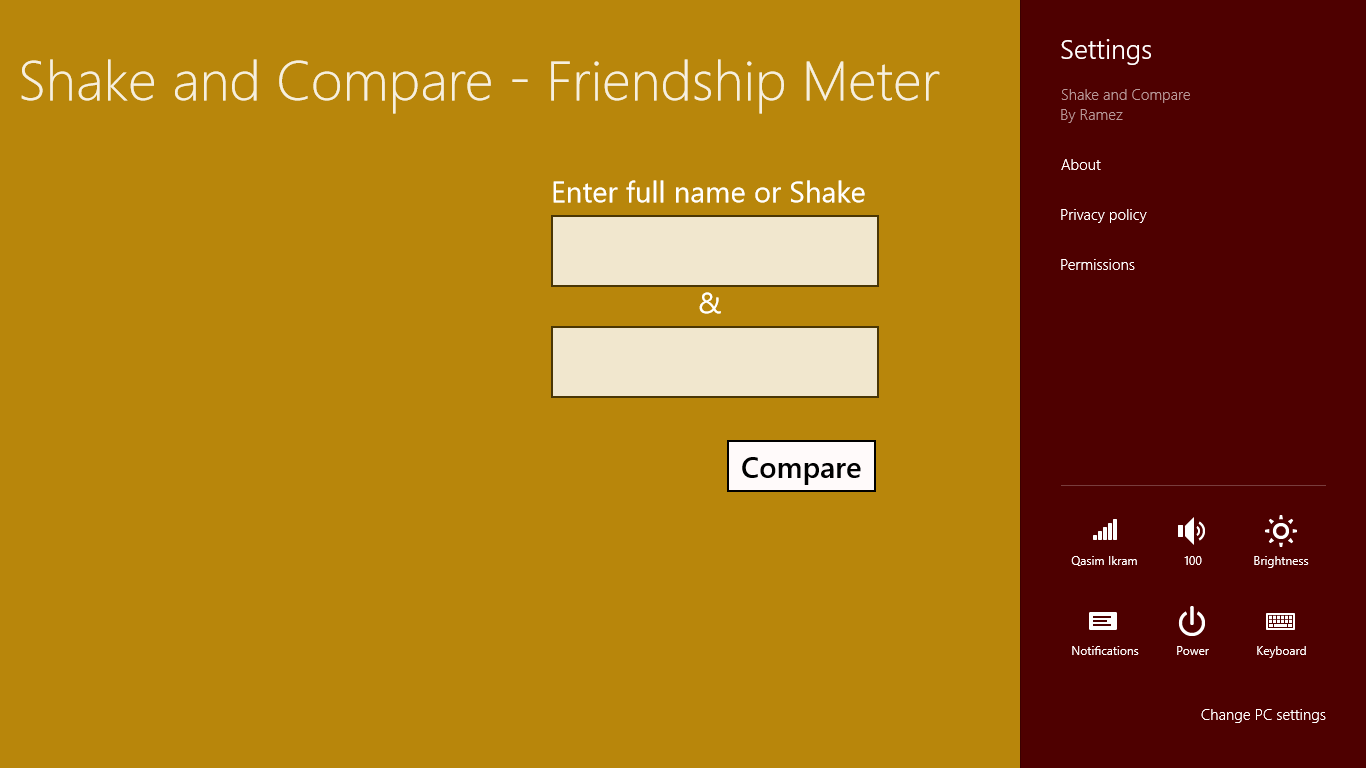 Shake and Compare - Friendship Meter
Enter full name or Shake
&
Compare
Settings
Shake and Compare
By Ramez
About
Privacy policy
Permissions
Qasim Ikram
100
Brightness
Notifications
Power
Keyboard
Change PC settings